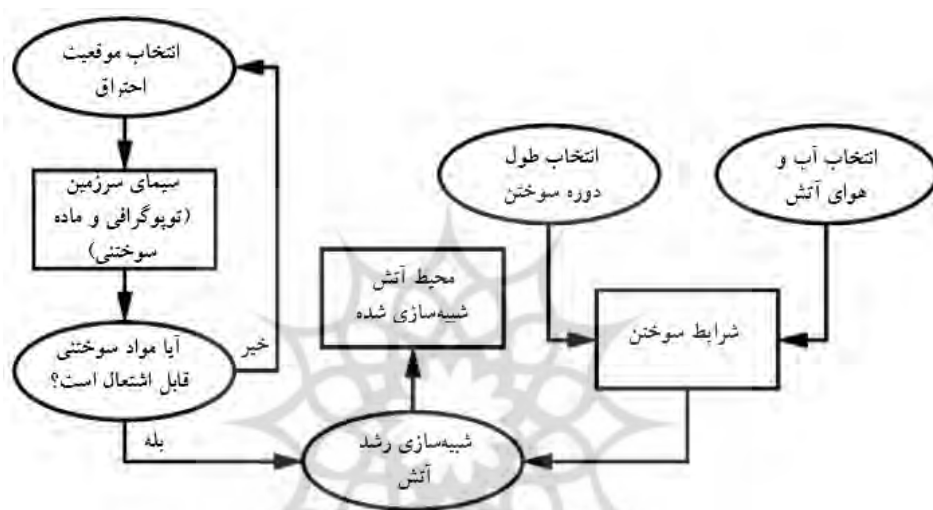 انتخاب موقعیت
احتراق
سیمای سرزمین
(توپوگرافی و ماده
سوختنی)
آیا مواد سوختنی
قابل اشتعال است؟
خیر
بله
انتخاب طول
دوره سوختن
انتخاب آب و
هوای آتش
شرایط سوختن
محیط آتش
شبیه‌سازی شده
شبیه‌سازی رشد
آتش